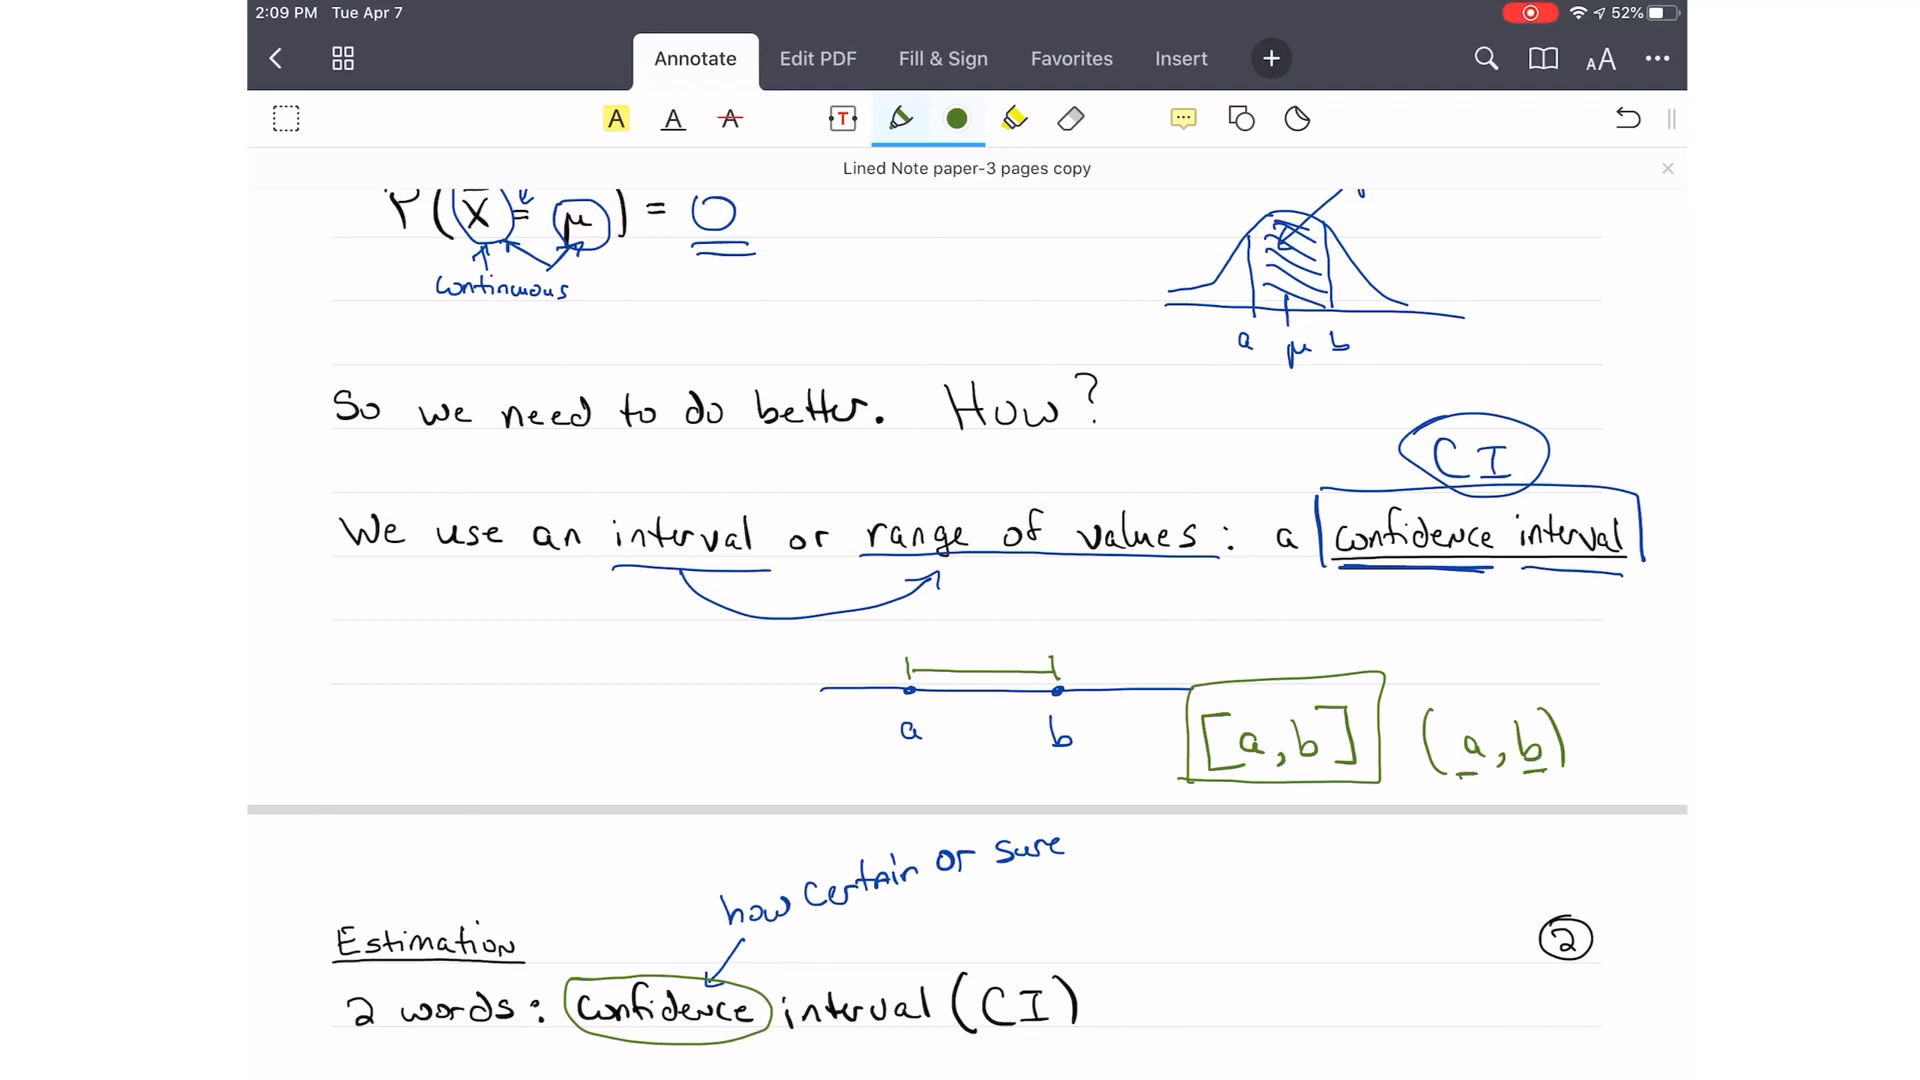 2:09 PM Tue Apr 7
52%
Annotate Edit PDF Fill & Sign Favorites Insert
AA
A A A T
Lined Note paper-3 pages copy
P(X̄ = μ) = 0
continuous
a μ b
So we need to do better. How?
CI
We use an interval or range of values: a confidence interval
a b [a,b] (a,b)
how certain or sure
Estimation
2
2 words: confidence interval (CI)